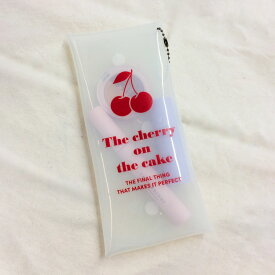 The cherry
on
the cake
THE FINAL THING
THAT MAKES IT PERFECT